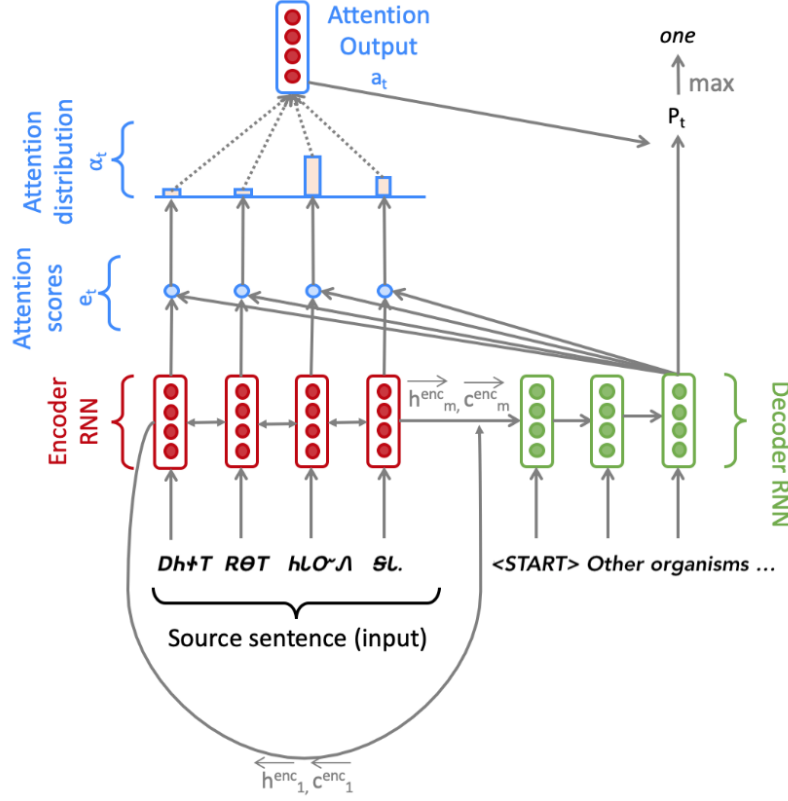 Attention
Output
a_t
one
max
P_t
Attention
distribution
α_t
Attention
scores
e_t
Encoder
RNN
h^enc_m, c^enc_m
Decoder RNN
<START> Other organisms ...
Source sentence (input)
h^enc_1, c^enc_1